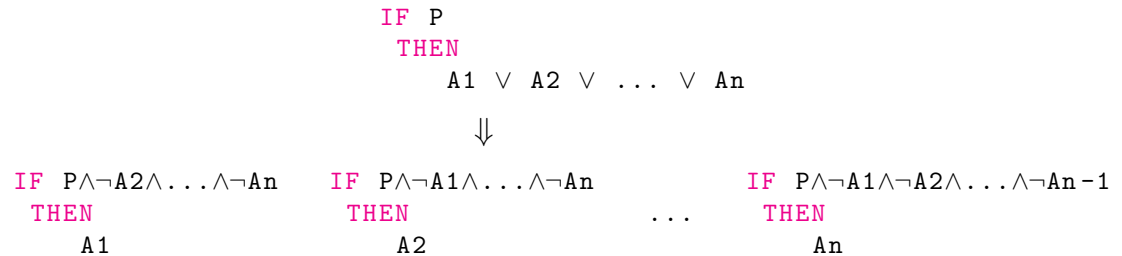 IF P
THEN
A1 ∨ A2 ∨ ... ∨ An
⇓
IF P∧¬A2∧...∧¬An IF P∧¬A1∧...∧¬An IF P∧¬A1∧¬A2∧...∧¬An-1
THEN THEN ... THEN
A1 A2 An